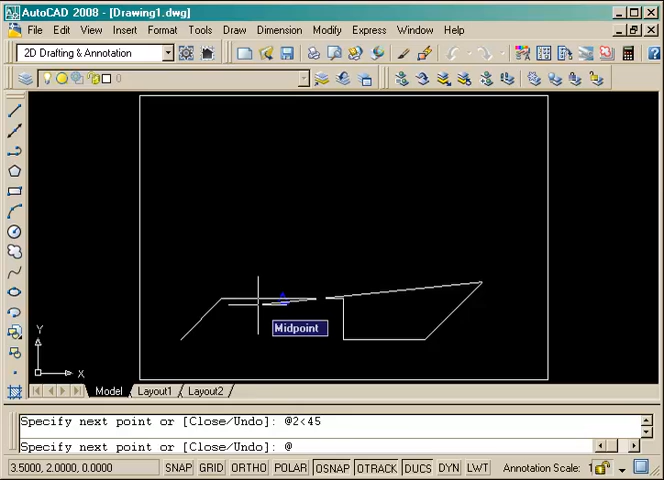 AutoCAD 2008 - [Drawing1.dwg]
File Edit View Insert Format Tools Draw Dimension Modify Express Window Help
2D Drafting & Annotation
0
Midpoint
Y
X
Model Layout1 Layout2
Specify next point or [Close/Undo]: @2<45
Specify next point or [Close/Undo]: @
3.5000, 2.0000, 0.0000 SNAP GRID ORTHO POLAR OSNAP OTRACK DUCS DYN LWT Annotation Scale: